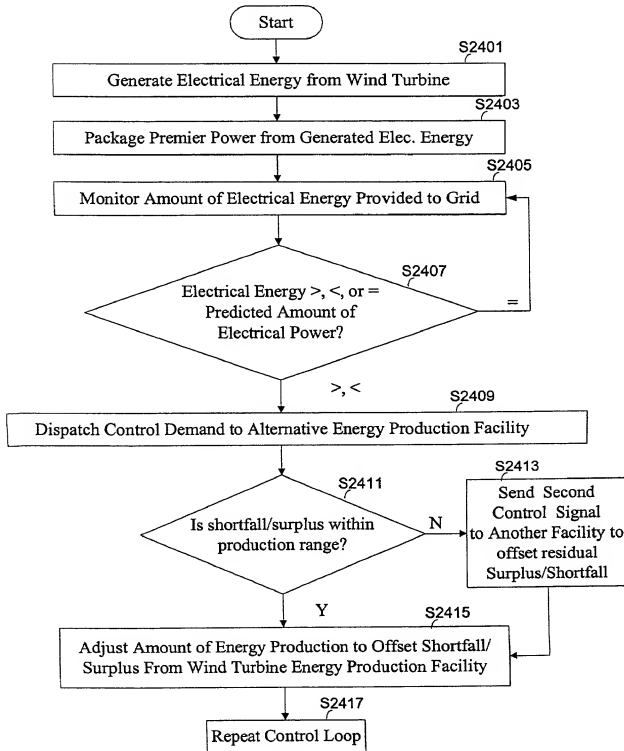 Start
S2401
Generate Electrical Energy from Wind Turbine
S2403
Package Premier Power from Generated Elec. Energy
S2405
Monitor Amount of Electrical Energy Provided to Grid
S2407
Electrical Energy >, <, or =
Predicted Amount of
Electrical Power?
=
>, <
S2409
Dispatch Control Demand to Alternative Energy Production Facility
S2411
Is shortfall/surplus within
production range?
N
S2413
Send Second
Control Signal
to Another Facility to
offset residual
Surplus/Shortfall
Y
S2415
Adjust Amount of Energy Production to Offset Shortfall/
Surplus From Wind Turbine Energy Production Facility
S2417
Repeat Control Loop